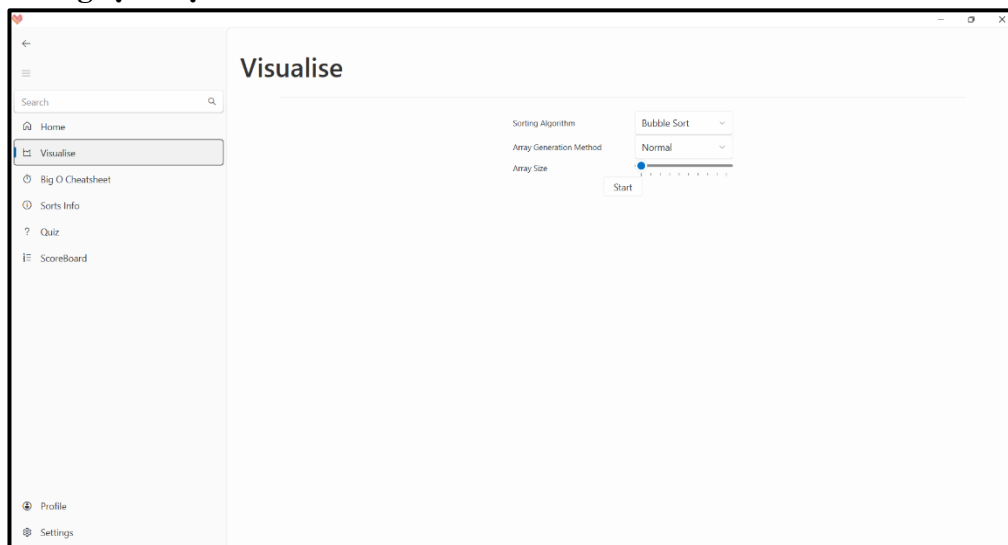 Visualise
Search
Home
Visualise
Big O Cheatsheet
Sorts Info
Quiz
ScoreBoard
Profile
Settings
Sorting Algorithm
Bubble Sort
Array Generation Method
Normal
Array Size
Start